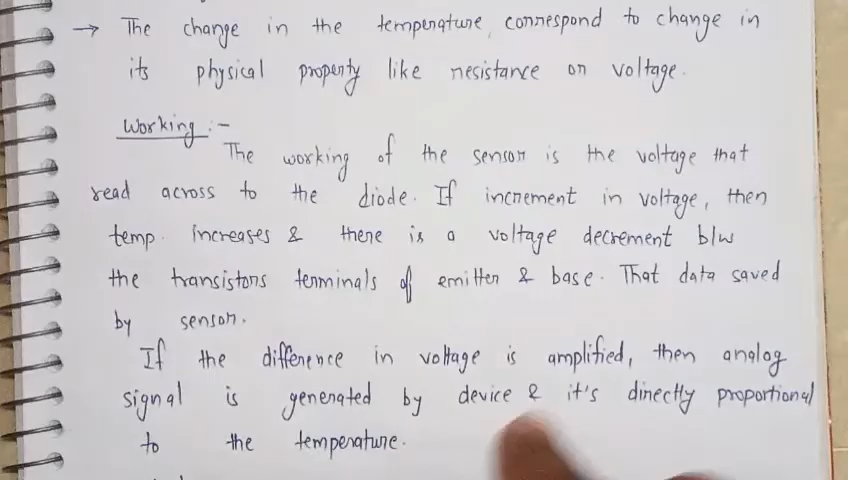 → The change in the temperature, correspond to change in
its physical property like resistance or voltage.
Working :-
The working of the sensor is the voltage that
read across to the diode. If increment in voltage, then
temp. increases & there is a voltage decrement b/w
the transistors terminals of emitter & base. That data saved
by sensor.
If the difference in voltage is amplified, then analog
signal is generated by device & it's directly proportional
to the temperature.